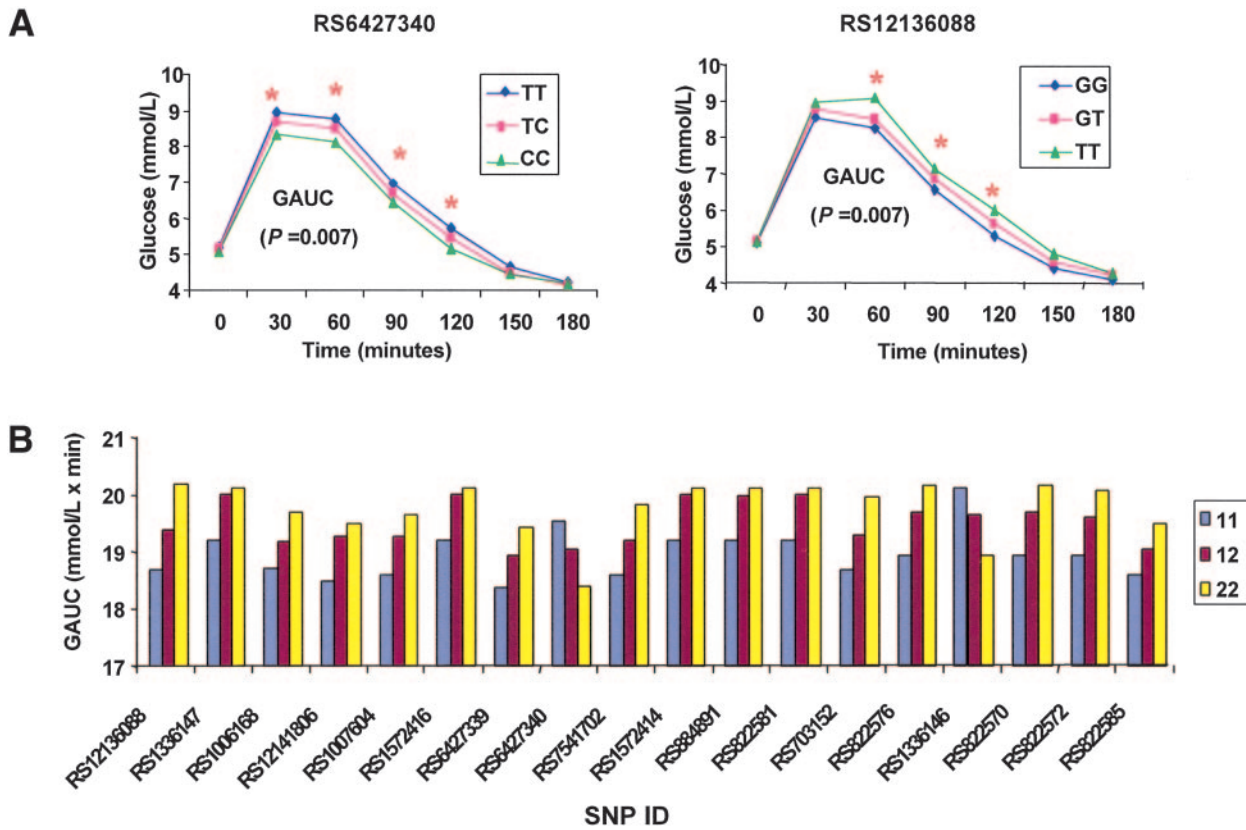 A
RS6427340
Glucose (mmol/L)
10
9
8
7
6
5
4
*
*
*
*
TT
TC
CC
GAUC
(P =0.007)
0 30 60 90 120 150 180
Time (minutes)
RS12136088
Glucose (mmol/L)
10
9
8
7
6
5
4
*
*
*
GG
GT
TT
GAUC
(P =0.007)
0 30 60 90 120 150 180
Time (minutes)
B
GAUC (mmol/L x min)
21
20
19
18
17
11
12
22
RS12136088
RS1336147
RS1006168
RS12141806
RS1007604
RS1572416
RS6427339
RS6427340
RS7541702
RS1572414
RS884891
RS822581
RS703152
RS822576
RS1336146
RS822570
RS822572
RS822585
SNP ID